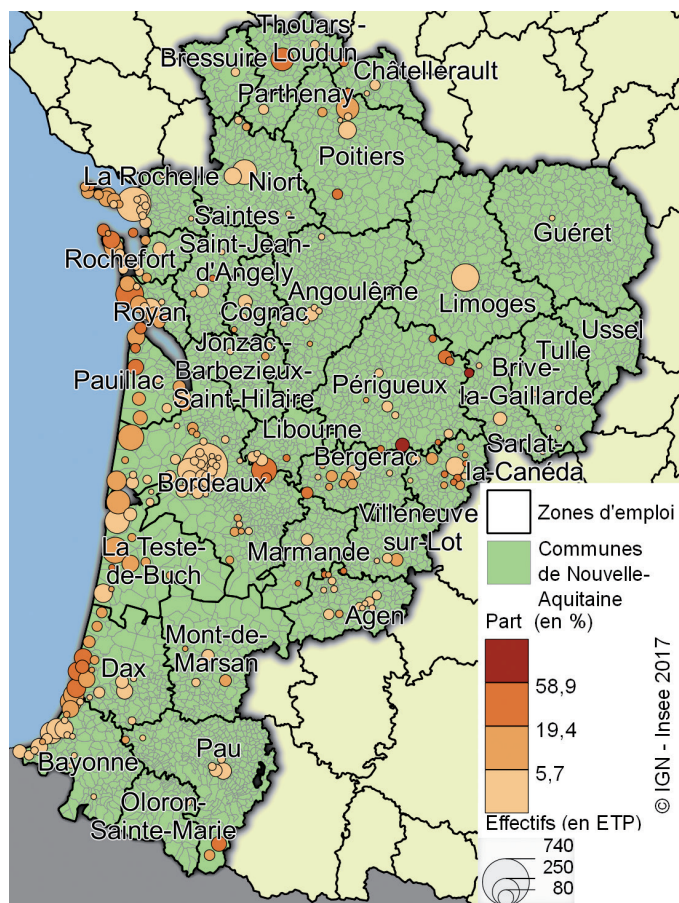 Thouars -
Loudun
Bressuire
Châtellerault
Parthenay
Poitiers
La Rochelle
Niort
Saintes -
Saint-Jean-
d'Angely
Guéret
Rochefort
Angoulême
Limoges
Royan
Cognac
Ussel
Jonzac -
Barbezieux-
Saint-Hilaire
Tulle
Pauillac
Périgueux
Brive-
la-Gaillarde
Libourne
Bergerac
Sarlat-
la-Canéda
Bordeaux
Villeneuve
sur-Lot
La Teste-
de-Buch
Marmande
Agen
Mont-de-
Marsan
Dax
Pau
Bayonne
Oloron-
Sainte-Marie
Zones d'emploi
Communes
de Nouvelle-
Aquitaine
Part (en %)
58,9
19,4
5,7
Effectifs (en ETP)
740
250
80
© IGN - Insee 2017